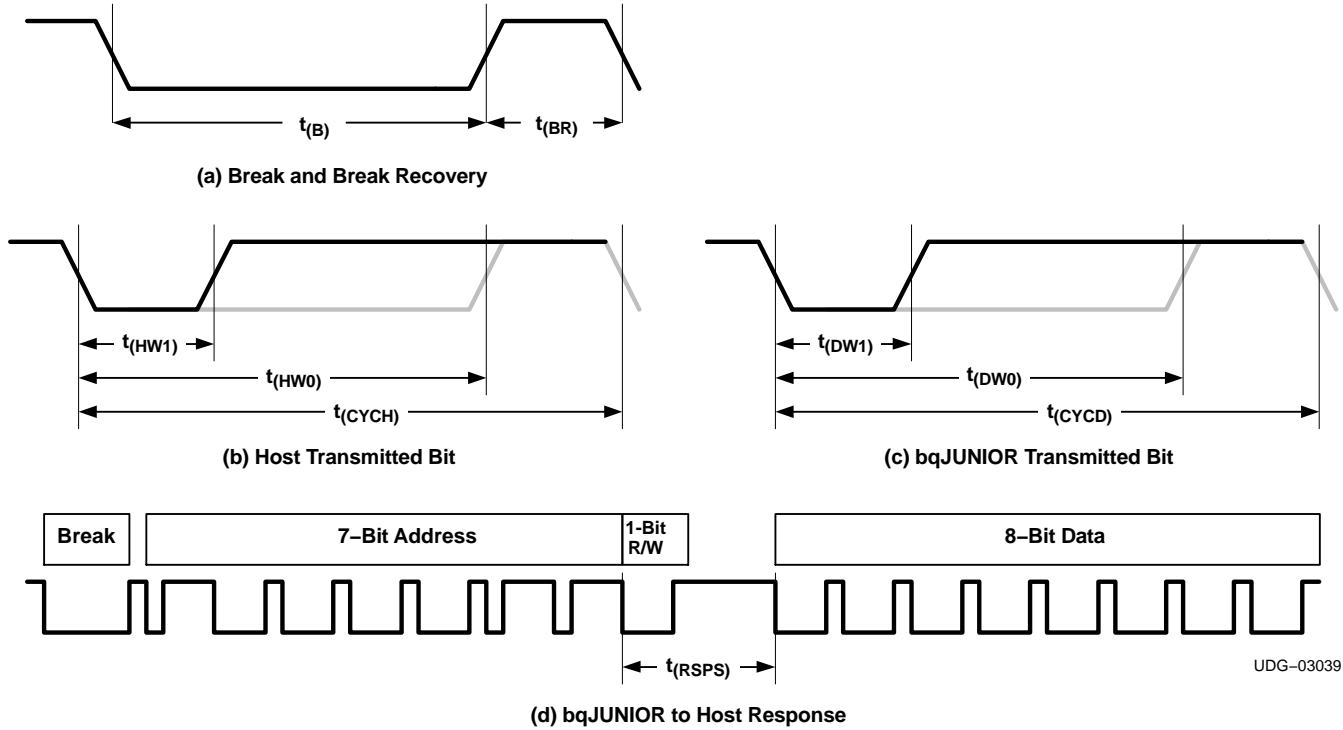 t(B)
t(BR)
(a) Break and Break Recovery
t(HW1)
t(HW0)
t(CYCH)
(b) Host Transmitted Bit
t(DW1)
t(DW0)
t(CYCD)
(c) bqJUNIOR Transmitted Bit
Break
7–Bit Address
1-Bit
R/W
8–Bit Data
t(RSPS)
UDG–03039
(d) bqJUNIOR to Host Response